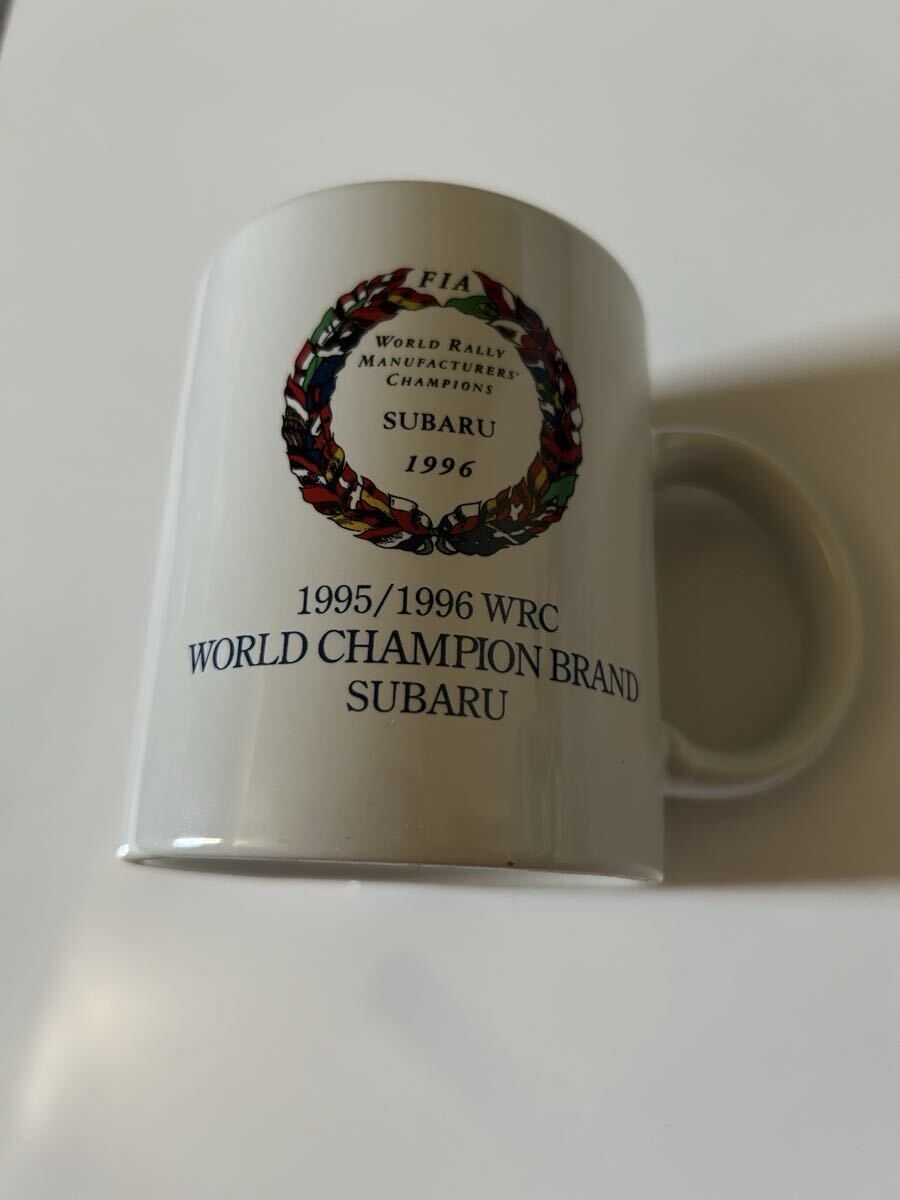 FIA
WORLD RALLY
MANUFACTURERS'
CHAMPIONS
SUBARU
1996
1995/1996 WRC
WORLD CHAMPION BRAND
SUBARU